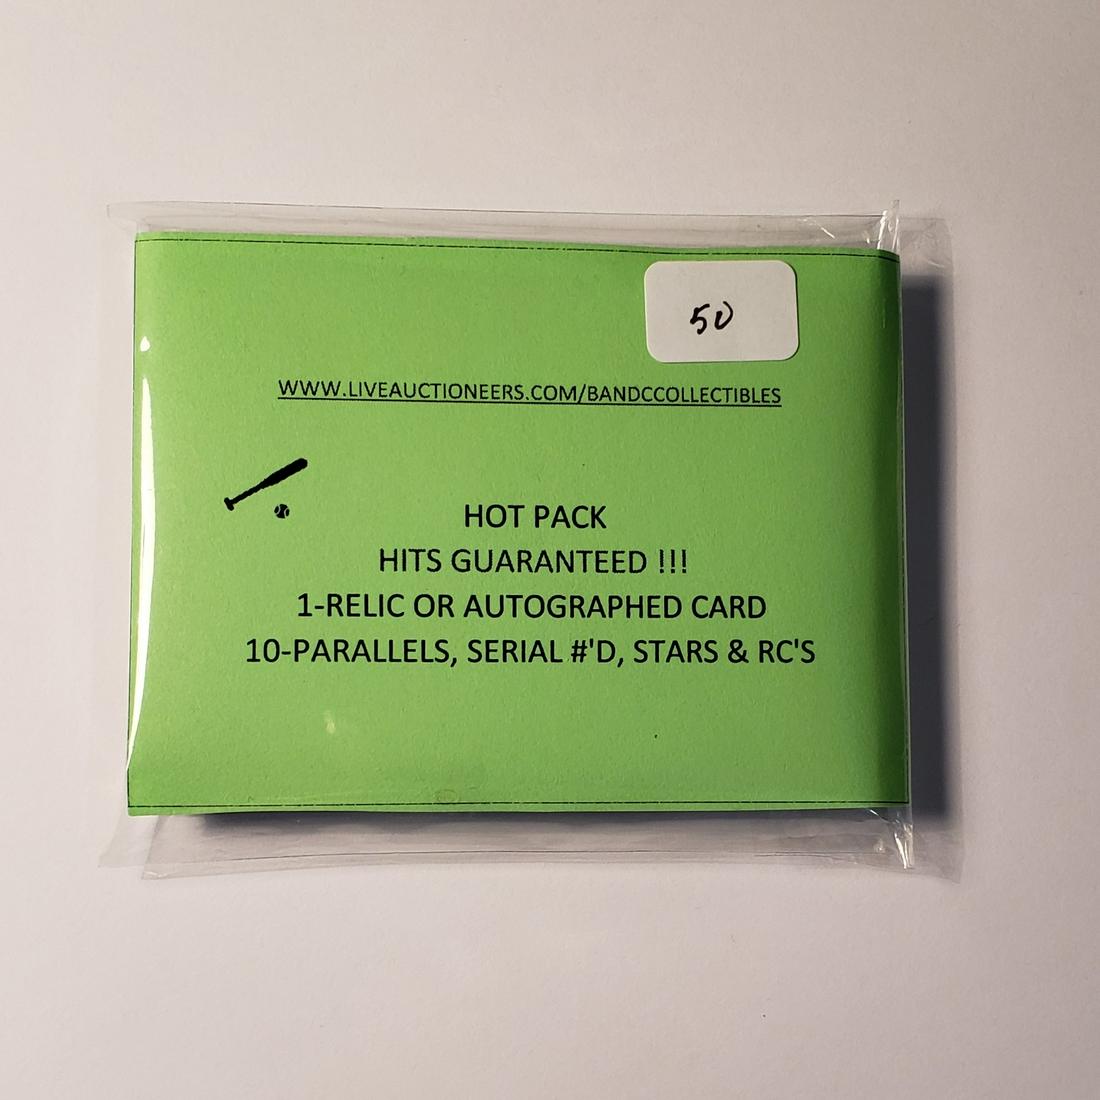 50
WWW.LIVEAUCTIONEERS.COM/BANDCCOLLECTIBLES
HOT PACK
HITS GUARANTEED !!!
1-RELIC OR AUTOGRAPHED CARD
10-PARALLELS, SERIAL #'D, STARS & RC'S